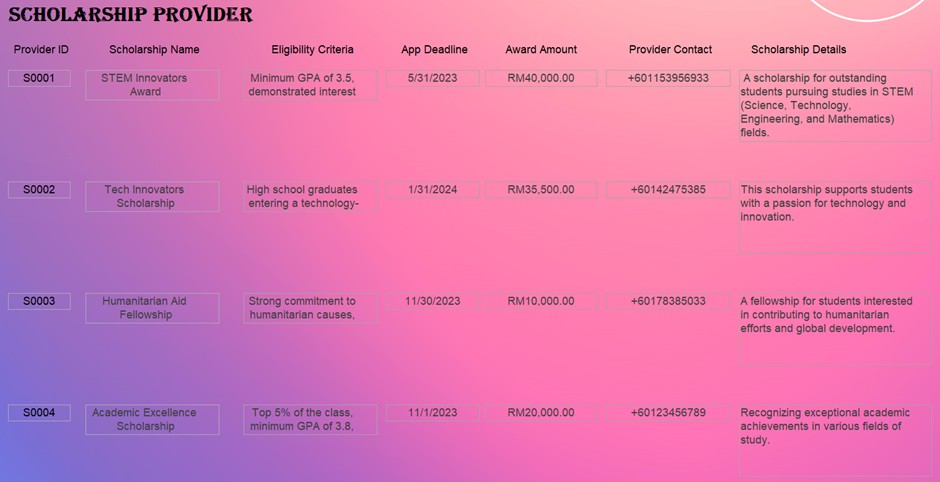 SCHOLARSHIP PROVIDER
Provider ID Scholarship Name Eligibility Criteria App Deadline Award Amount Provider Contact Scholarship Details
S0001 STEM Innovators Minimum GPA of 3.5, 5/31/2023 RM40,000.00 +601153956933 A scholarship for outstanding
Award demonstrated interest students pursuing studies in STEM
(Science, Technology,
Engineering, and Mathematics)
fields.
S0002 Tech Innovators High school graduates 1/31/2024 RM35,500.00 +60142475385 This scholarship supports students
Scholarship entering a technology- with a passion for technology and
innovation.
S0003 Humanitarian Aid Strong commitment to 11/30/2023 RM10,000.00 +60178385033 A fellowship for students interested
Fellowship humanitarian causes, in contributing to humanitarian
efforts and global development.
S0004 Academic Excellence Top 5% of the class, 11/1/2023 RM20,000.00 +60123456789 Recognizing exceptional academic
Scholarship minimum GPA of 3.8, achievements in various fields of
study.